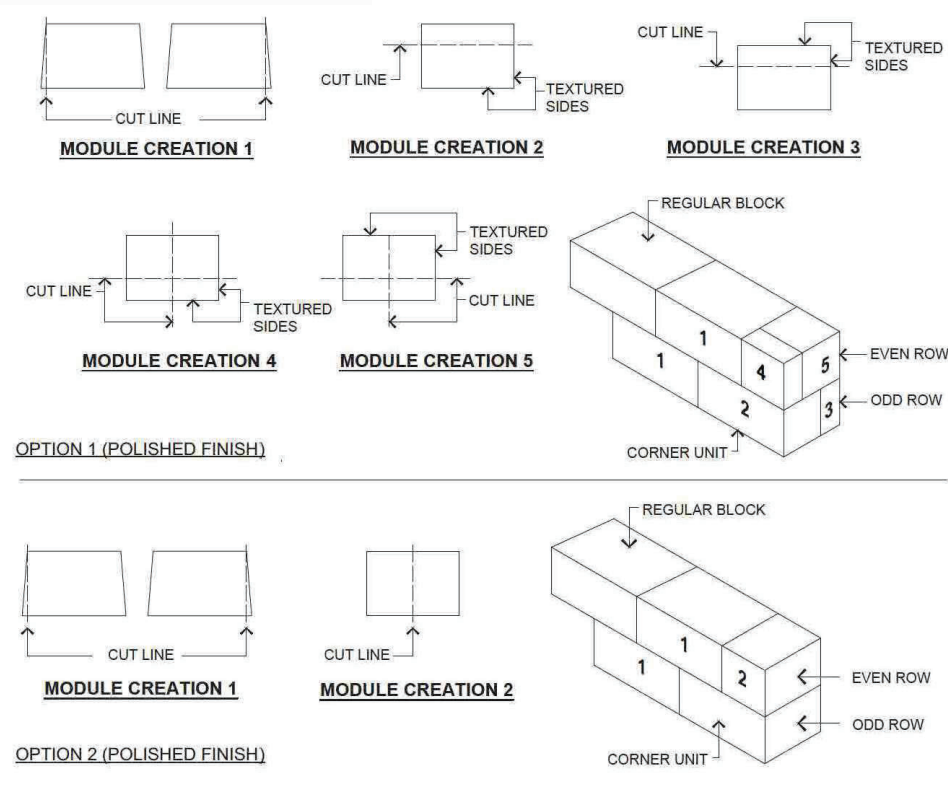 CUT LINE
MODULE CREATION 1
CUT LINE
TEXTURED
SIDES
MODULE CREATION 2
CUT LINE
TEXTURED
SIDES
MODULE CREATION 3
CUT LINE
TEXTURED
SIDES
MODULE CREATION 4
TEXTURED
SIDES
CUT LINE
MODULE CREATION 5
REGULAR BLOCK
1
1
4
5
2
3
EVEN ROW
ODD ROW
CORNER UNIT
OPTION 1 (POLISHED FINISH)
CUT LINE
MODULE CREATION 1
CUT LINE
MODULE CREATION 2
REGULAR BLOCK
1
1
2
EVEN ROW
ODD ROW
CORNER UNIT
OPTION 2 (POLISHED FINISH)